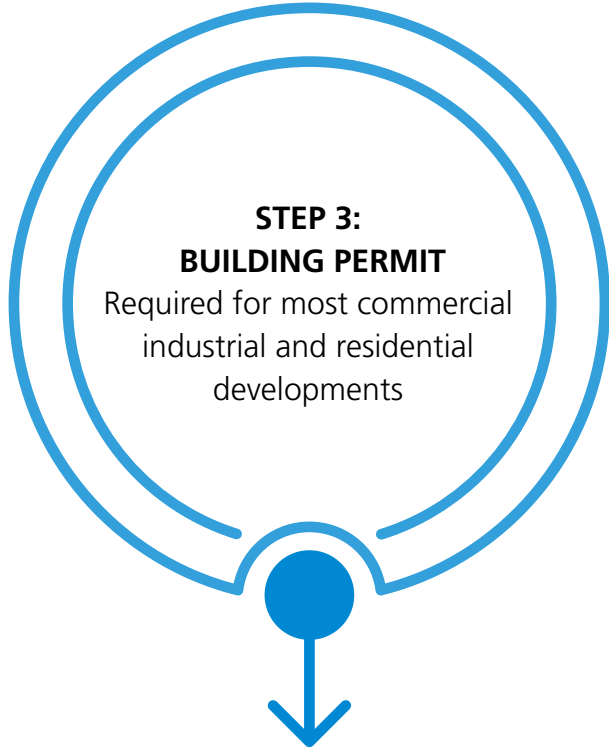 STEP 3:
BUILDING PERMIT
Required for most commercial
industrial and residential
developments